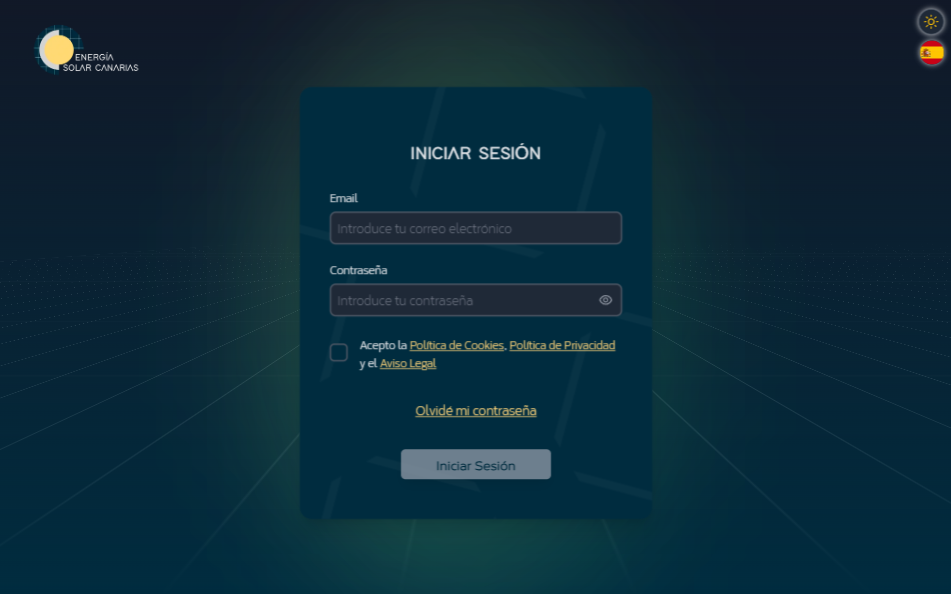 ENERGÍA
SOLAR CANARIAS
INICIAR SESIÓN
Email
Introduce tu correo electrónico
Contraseña
Introduce tu contraseña
Acepto la Política de Cookies, Política de Privacidad
y el Aviso Legal
Olvidé mi contraseña
Iniciar Sesión